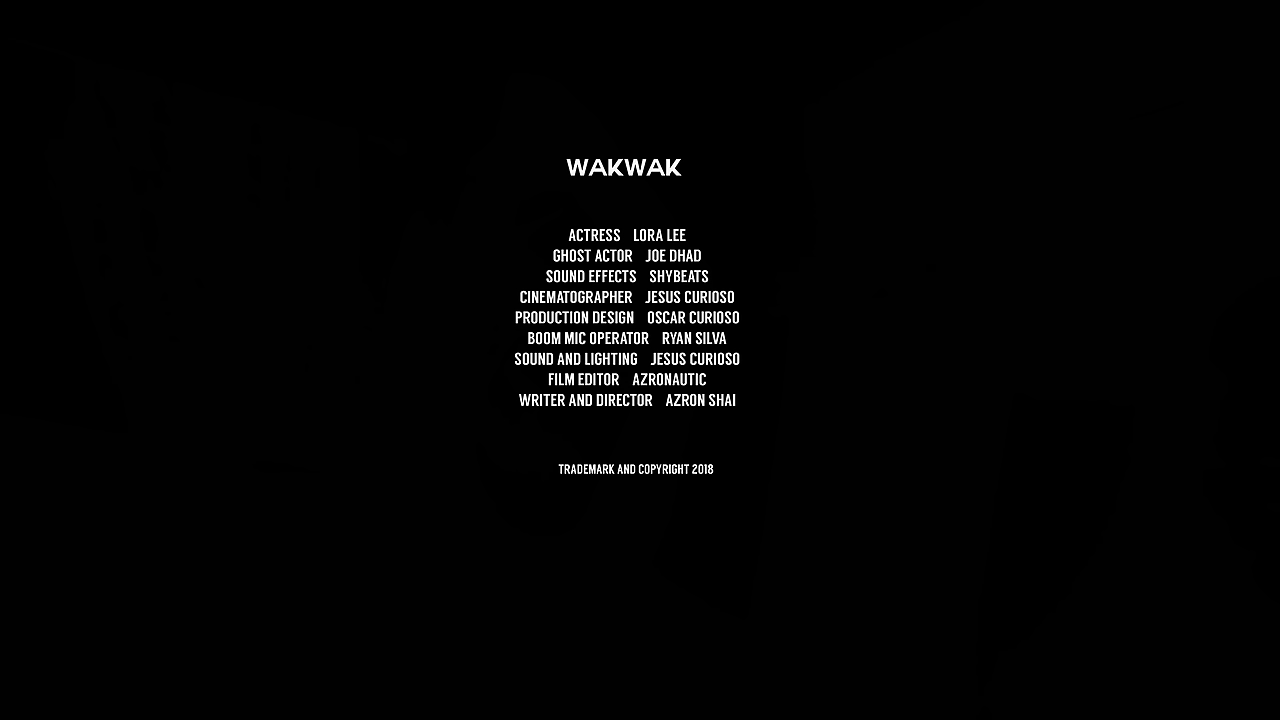 WAKWAK
ACTRESS LORA LEE
GHOST ACTOR JOE DHAD
SOUND EFFECTS SHYBEATS
CINEMATOGRAPHER JESUS CURIOSO
PRODUCTION DESIGN OSCAR CURIOSO
BOOM MIC OPERATOR RYAN SILVA
SOUND AND LIGHTING JESUS CURIOSO
FILM EDITOR AZRONAUTIC
WRITER AND DIRECTOR AZRON SHAI
TRADEMARK AND COPYRIGHT 2018